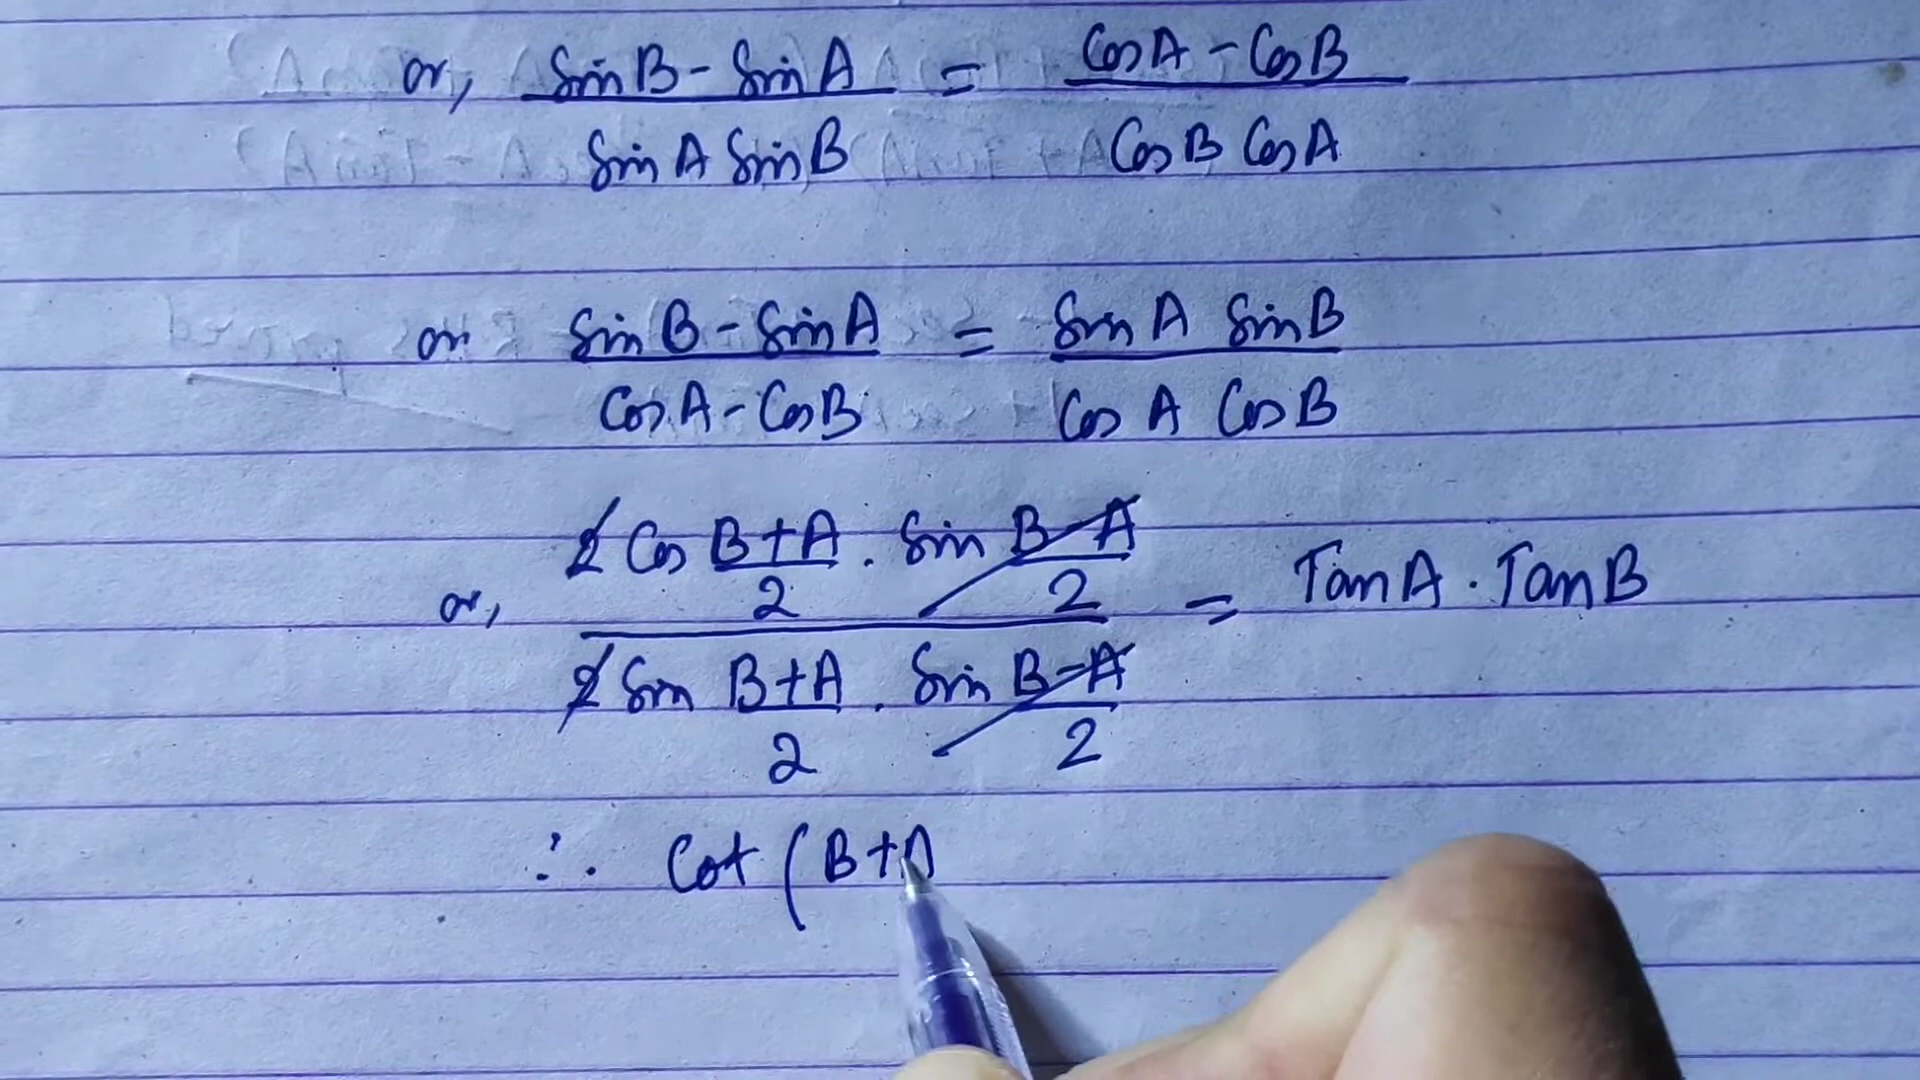 or, (Sin B - Sin A)/(Sin A Sin B) = (Cos A - Cos B)/(Cos B Cos A)
or (Sin B - Sin A)/(Cos A - Cos B) = (Sin A Sin B)/(Cos A Cos B)
or, (2 Cos (B+A)/2 . Sin (B-A)/2)/(2 Sin (B+A)/2 . Sin (B-A)/2) = Tan A . Tan B
∴ Cot (B+A